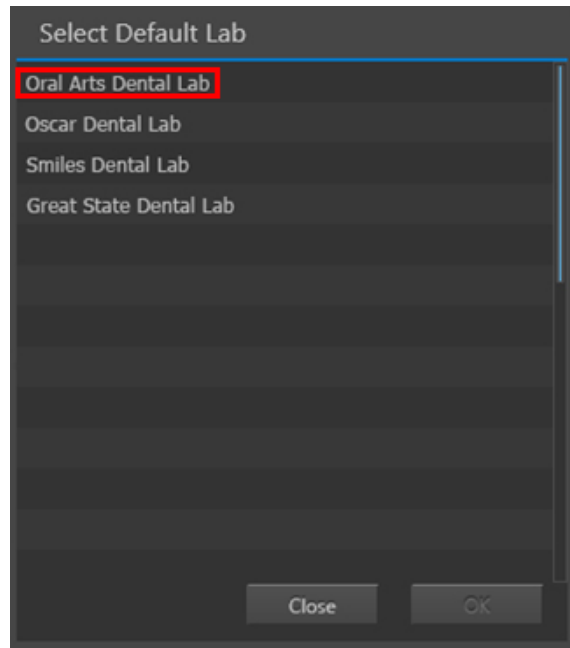 Select Default Lab
Oral Arts Dental Lab
Oscar Dental Lab
Smiles Dental Lab
Great State Dental Lab
Close
OK